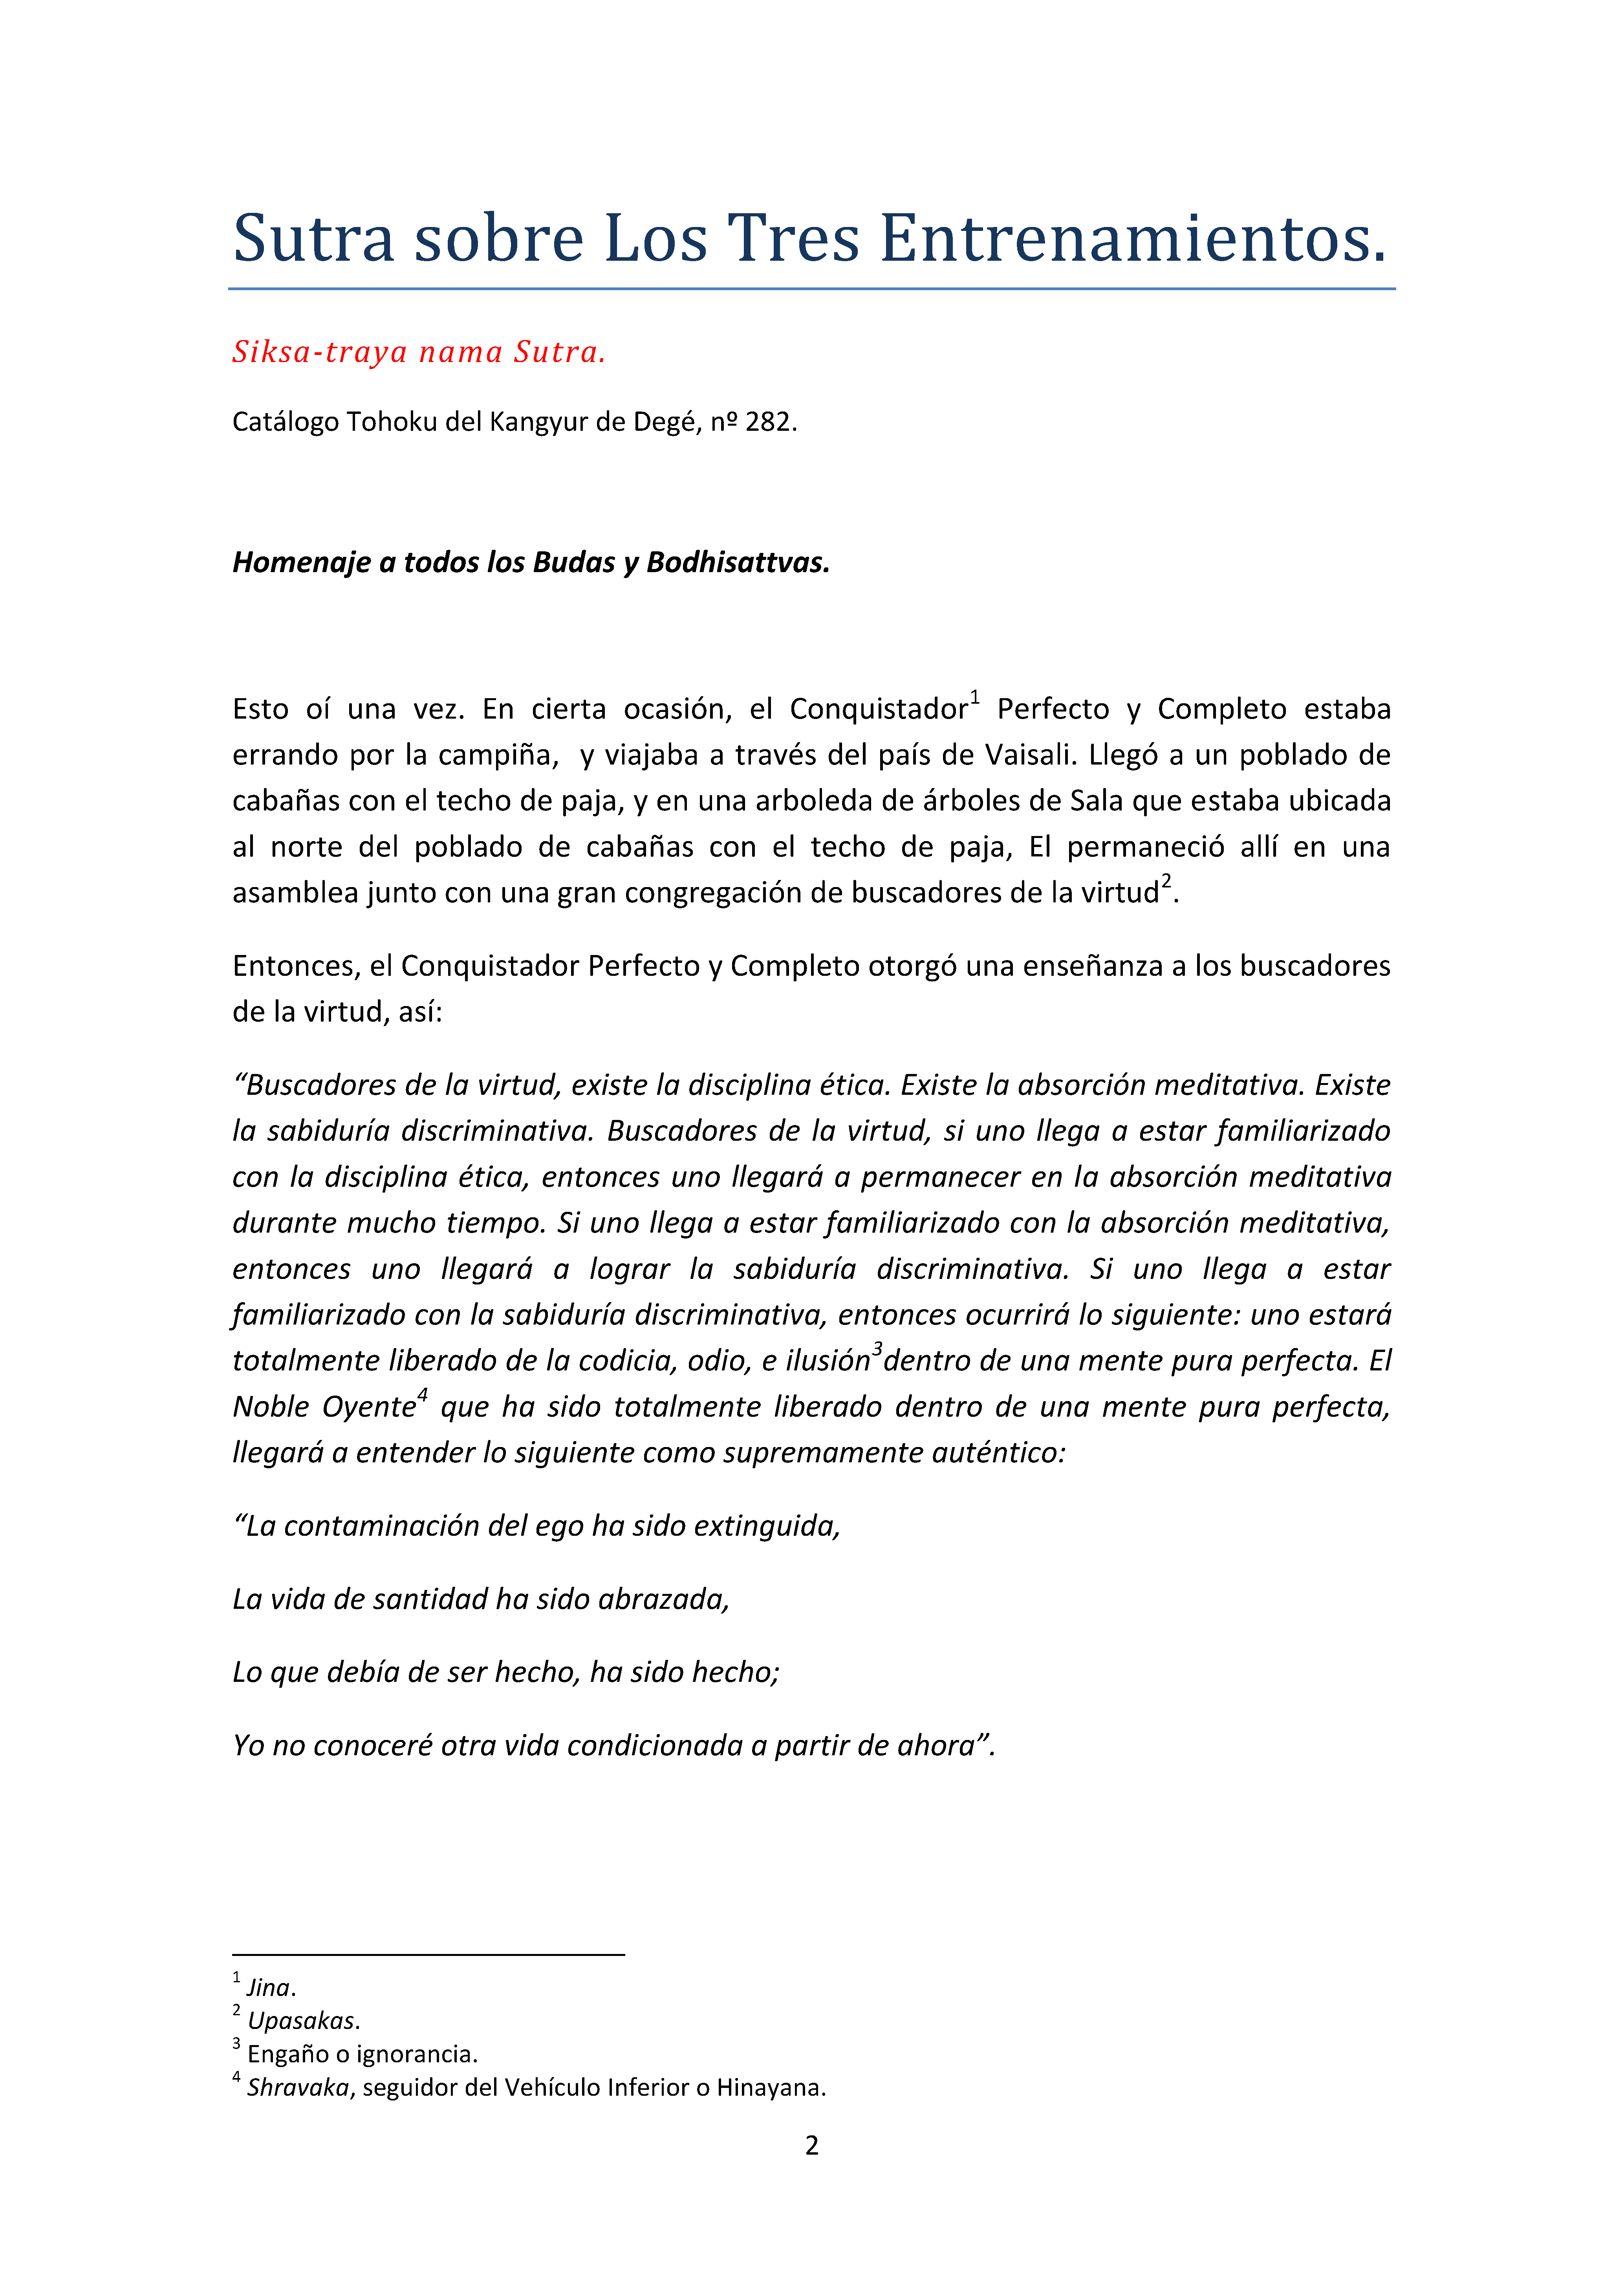 Sutra sobre Los Tres Entrenamientos.
Siksa-traya nama Sutra.
Catálogo Tohoku del Kangyur de Degé, nº 282.
Homenaje a todos los Budas y Bodhisattvas.
Esto oí una vez. En cierta ocasión, el Conquistador¹ Perfecto y Completo estaba
errando por la campiña,  y viajaba a través del país de Vaisali. Llegó a un poblado de
cabañas con el techo de paja, y en una arboleda de árboles de Sala que estaba ubicada
al norte del poblado de cabañas con el techo de paja, El permaneció allí en una
asamblea junto con una gran congregación de buscadores de la virtud².
Entonces, el Conquistador Perfecto y Completo otorgó una enseñanza a los buscadores
de la virtud, así:
“Buscadores de la virtud, existe la disciplina ética. Existe la absorción meditativa. Existe
la sabiduría discriminativa. Buscadores de la virtud, si uno llega a estar familiarizado
con la disciplina ética, entonces uno llegará a permanecer en la absorción meditativa
durante mucho tiempo. Si uno llega a estar familiarizado con la absorción meditativa,
entonces uno llegará a lograr la sabiduría discriminativa. Si uno llega a estar
familiarizado con la sabiduría discriminativa, entonces ocurrirá lo siguiente: uno estará
totalmente liberado de la codicia, odio, e ilusión³dentro de una mente pura perfecta. El
Noble Oyente⁴ que ha sido totalmente liberado dentro de una mente pura perfecta,
llegará a entender lo siguiente como supremamente auténtico:
“La contaminación del ego ha sido extinguida,
La vida de santidad ha sido abrazada,
Lo que debía de ser hecho, ha sido hecho;
Yo no conoceré otra vida condicionada a partir de ahora”.
¹ Jina.
² Upasakas.
³ Engaño o ignorancia.
⁴ Shravaka, seguidor del Vehículo Inferior o Hinayana.
2